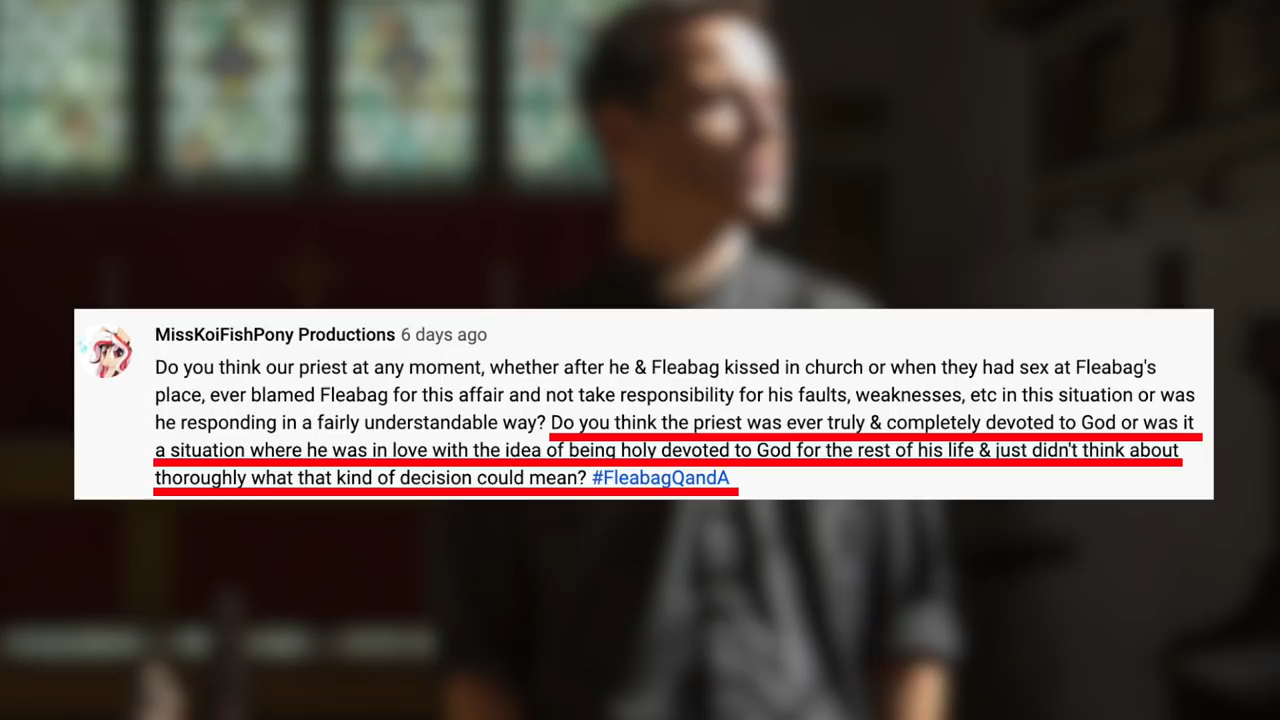 MissKoiFishPony Productions 6 days ago
Do you think our priest at any moment, whether after he & Fleabag kissed in church or when they had sex at Fleabag's
place, ever blamed Fleabag for this affair and not take responsibility for his faults, weaknesses, etc in this situation or was
he responding in a fairly understandable way? Do you think the priest was ever truly & completely devoted to God or was it
a situation where he was in love with the idea of being holy devoted to God for the rest of his life & just didn't think about
thoroughly what that kind of decision could mean? #FleabagQandA